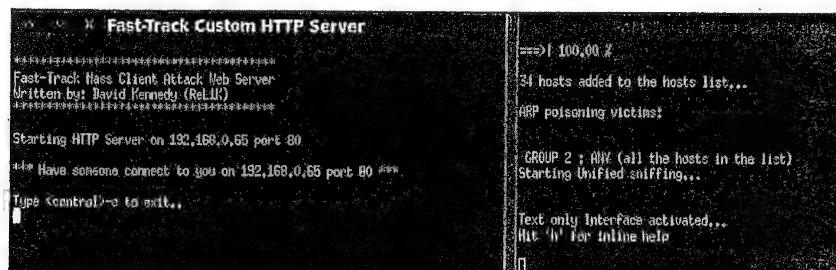 Fast-Track Custom HTTP Server
**********************************
Fast-Track Mass Client Attack Web Server
Written by: David Kennedy (ReL1K)
**********************************
Starting HTTP Server on 192.168.0.65 port 80
*** Have someone connect to you on 192.168.0.65 port 80 ***
Type <control>-c to exit..
===>| 100.00 %
34 hosts added to the hosts list...
ARP poisoning victims:
GROUP 2 : ANY (all the hosts in the list)
Starting Unified sniffing...
Text only Interface activated...
Hit 'h' for inline help